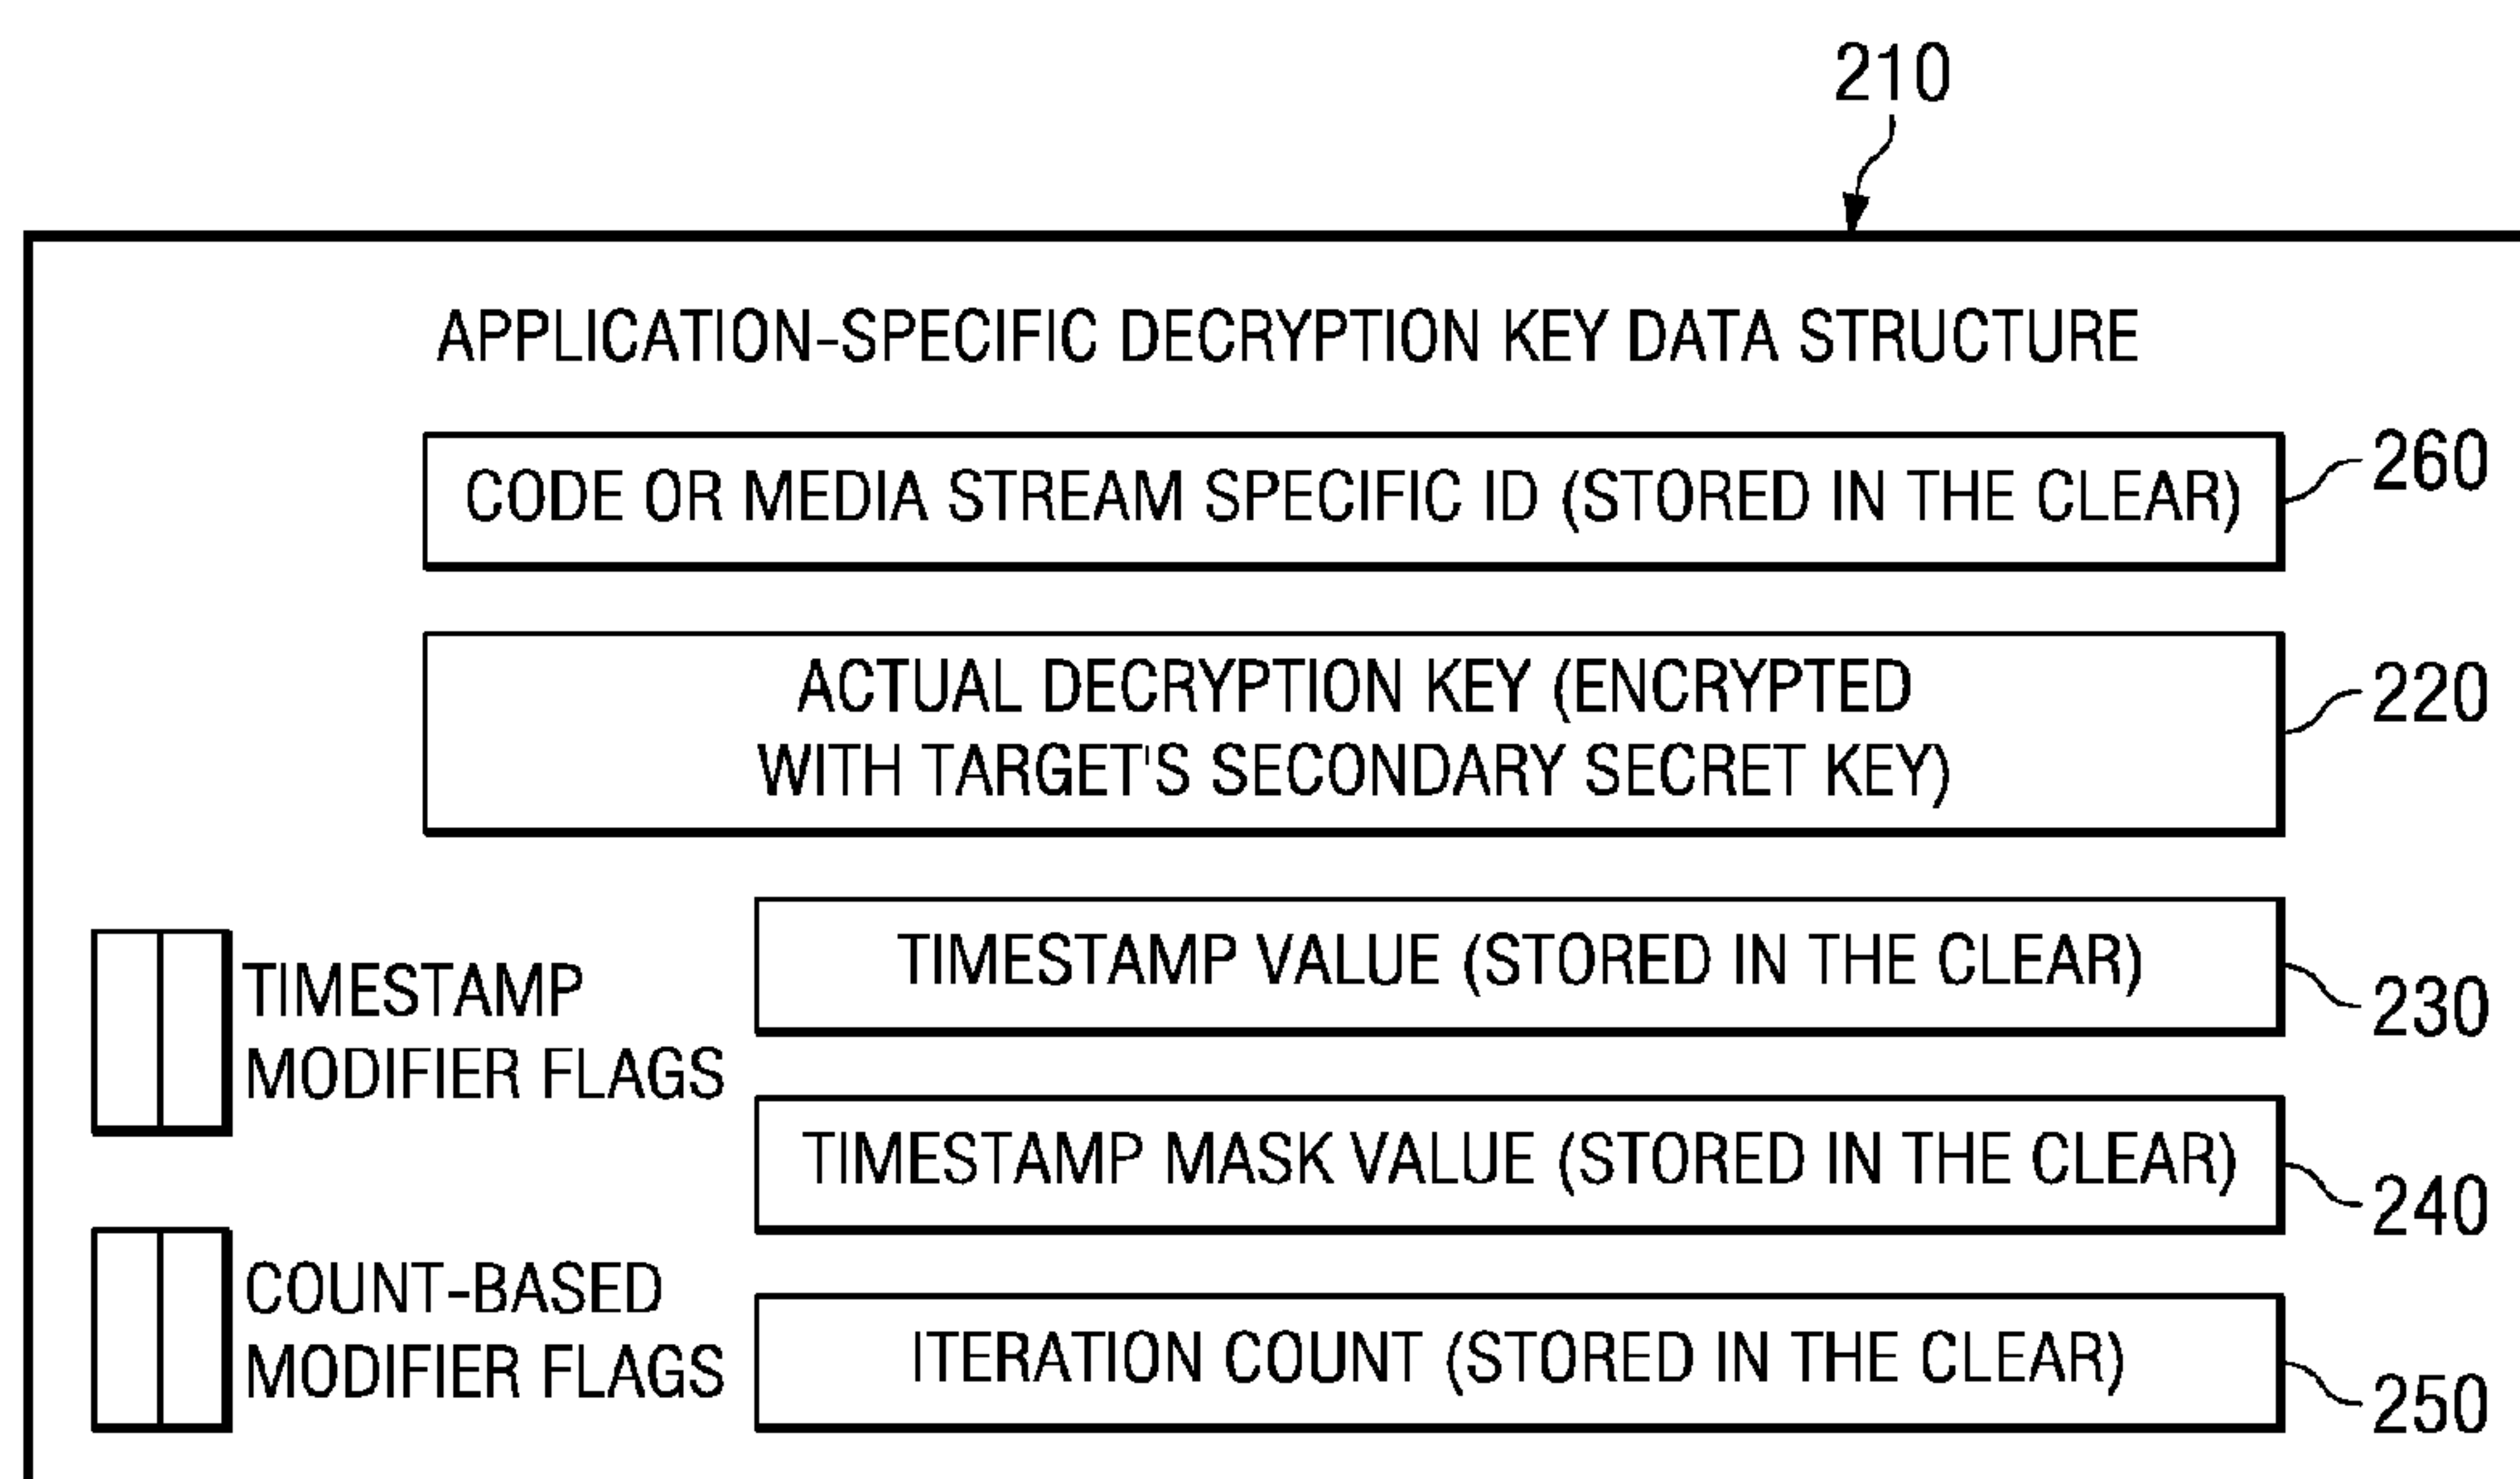 210
APPLICATION-SPECIFIC DECRYPTION KEY DATA STRUCTURE
CODE OR MEDIA STREAM SPECIFIC ID (STORED IN THE CLEAR)
260
ACTUAL DECRYPTION KEY (ENCRYPTED
WITH TARGET'S SECONDARY SECRET KEY)
220
TIMESTAMP
MODIFIER FLAGS
TIMESTAMP VALUE (STORED IN THE CLEAR)
230
TIMESTAMP MASK VALUE (STORED IN THE CLEAR)
240
COUNT-BASED
MODIFIER FLAGS
ITERATION COUNT (STORED IN THE CLEAR)
250